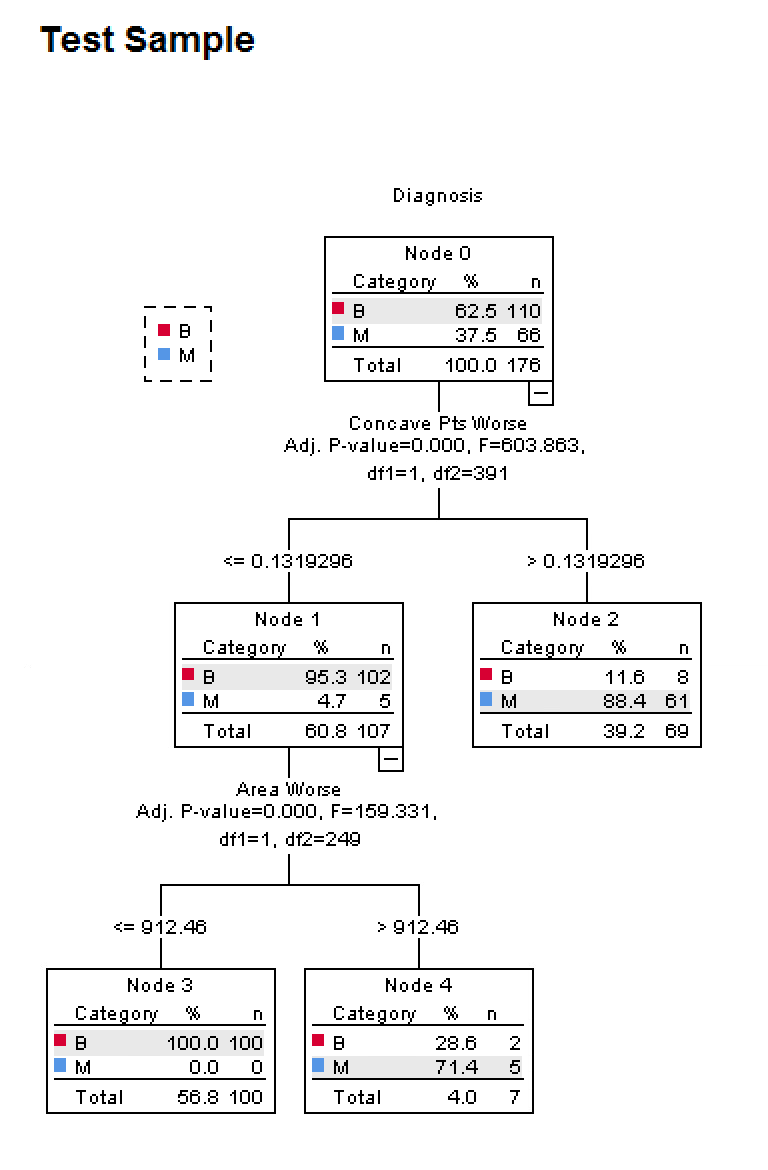 Test Sample
Diagnosis
Node 0
Category % n
B 62.5 110
M 37.5 66
Total 100.0 176
B
M
Concave Pts Worse
Adj. P-value=0.000, F=603.863,
df1=1, df2=391
<= 0.1319296
> 0.1319296
Node 1
Category % n
B 95.3 102
M 4.7 5
Total 60.8 107
Node 2
Category % n
B 11.6 8
M 88.4 61
Total 39.2 69
Area Worse
Adj. P-value=0.000, F=159.331,
df1=1, df2=249
<= 912.46
> 912.46
Node 3
Category % n
B 100.0 100
M 0.0 0
Total 56.8 100
Node 4
Category % n
B 28.6 2
M 71.4 5
Total 4.0 7